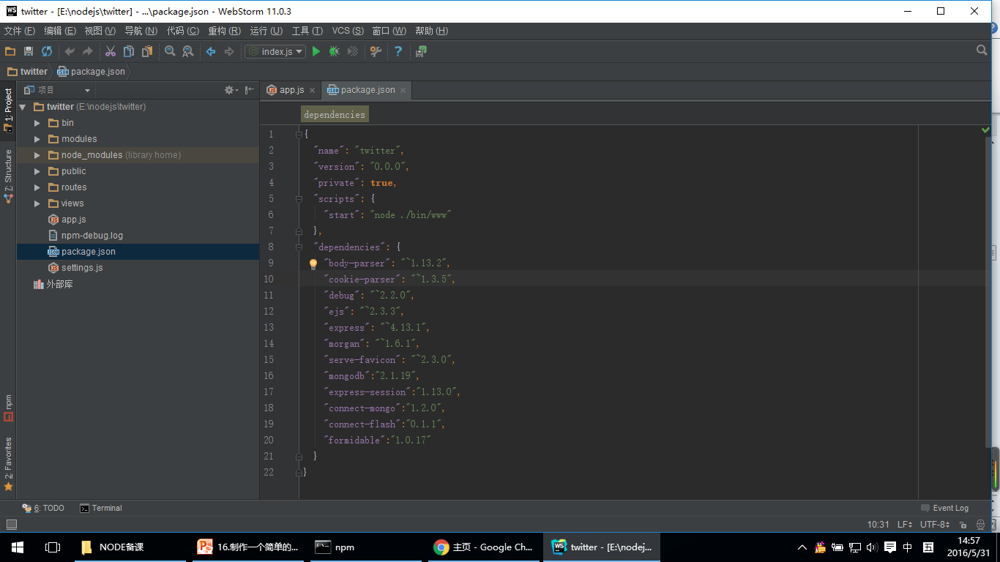 twitter - [E:\nodejs\twitter] - ...\package.json - WebStorm 11.0.3
文件 (F) 编辑 (E) 视图 (V) 导航 (N) 代码 (C) 重构 (R) 运行 (U) 工具 (T) VCS (S) 窗口 (W) 帮助 (H)
index.js
twitter package.json
1: Project
7: Structure
npm
2: Favorites
项目
twitter (E:\nodejs\twitter)
bin
modules
node_modules (library home)
public
routes
views
app.js
npm-debug.log
package.json
settings.js
外部库
app.js package.json
dependencies
1 {
2 "name": "twitter",
3 "version": "0.0.0",
4 "private": true,
5 "scripts": {
6 "start": "node ./bin/www"
7 },
8 "dependencies": {
9 "body-parser": "~1.13.2",
10 "cookie-parser": "~1.3.5",
11 "debug": "~2.2.0",
12 "ejs": "~2.3.3",
13 "express": "~4.13.1",
14 "morgan": "~1.6.1",
15 "serve-favicon": "~2.3.0",
16 "mongodb":"2.1.19",
17 "express-session":"1.13.0",
18 "connect-mongo":"1.2.0",
19 "connect-flash":"0.1.1",
20 "formidable":"1.0.17"
21 }
22 }
6: TODO Terminal Event Log
10:31 LF UTF-8
NODE备课 16.制作一个简单的... npm 主页 - Google Ch... twitter - [E:\nodej... 中 五 14:57
2016/5/31